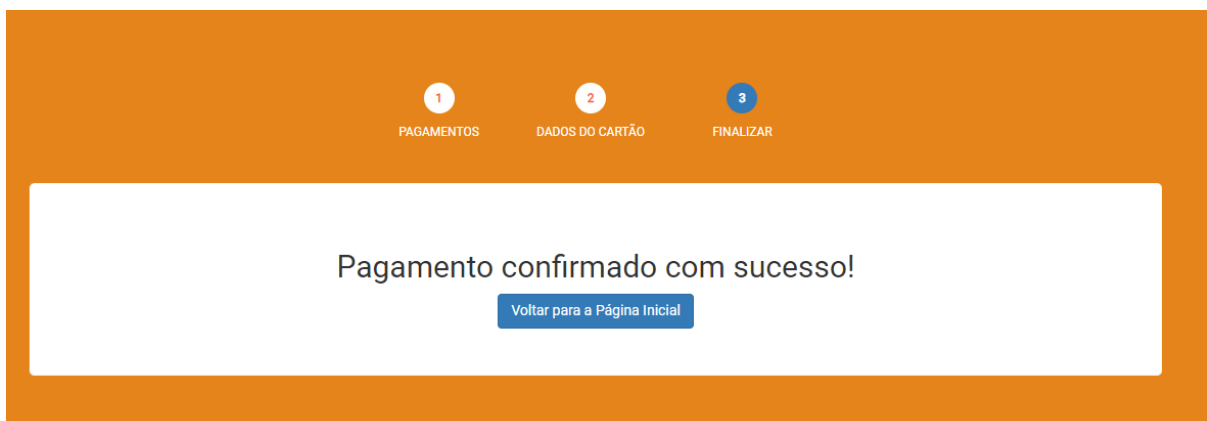 1 2 3
PAGAMENTOS DADOS DO CARTÃO FINALIZAR
Pagamento confirmado com sucesso!
Voltar para a Página Inicial